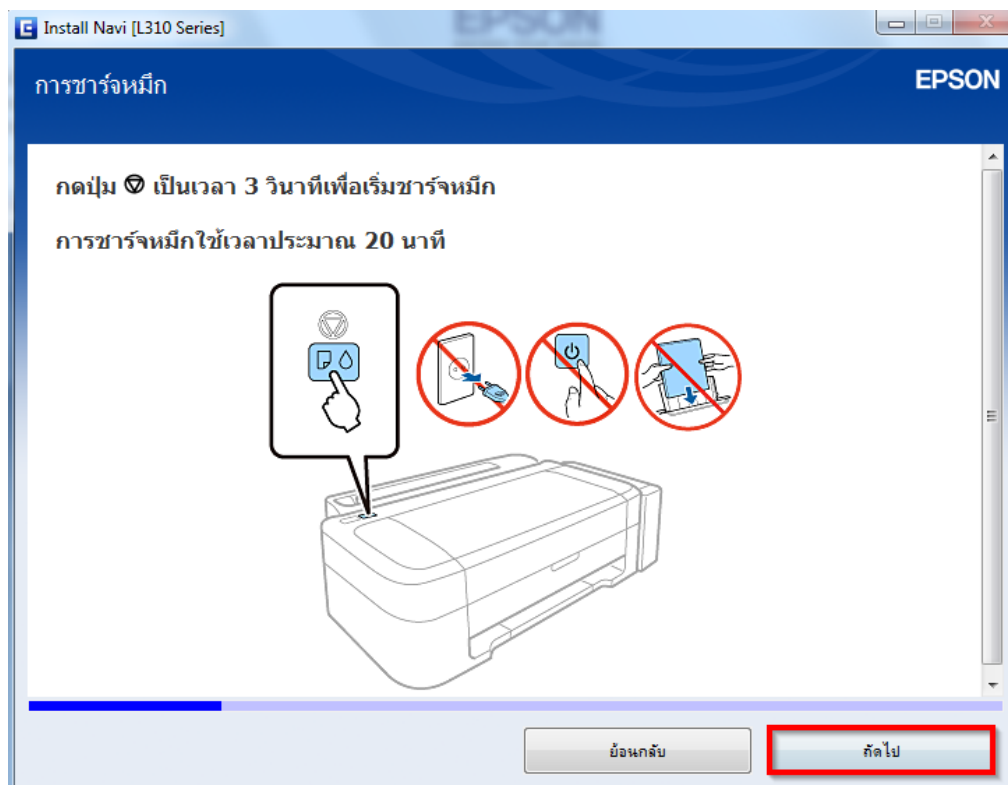 Install Navi [L310 Series]
EPSON
การชาร์จหมึก
EPSON
กดปุ่ม เป็นเวลา 3 วินาทีเพื่อเริ่มชาร์จหมึก
การชาร์จหมึกใช้เวลาประมาณ 20 นาที
ย้อนกลับ
ถัดไป